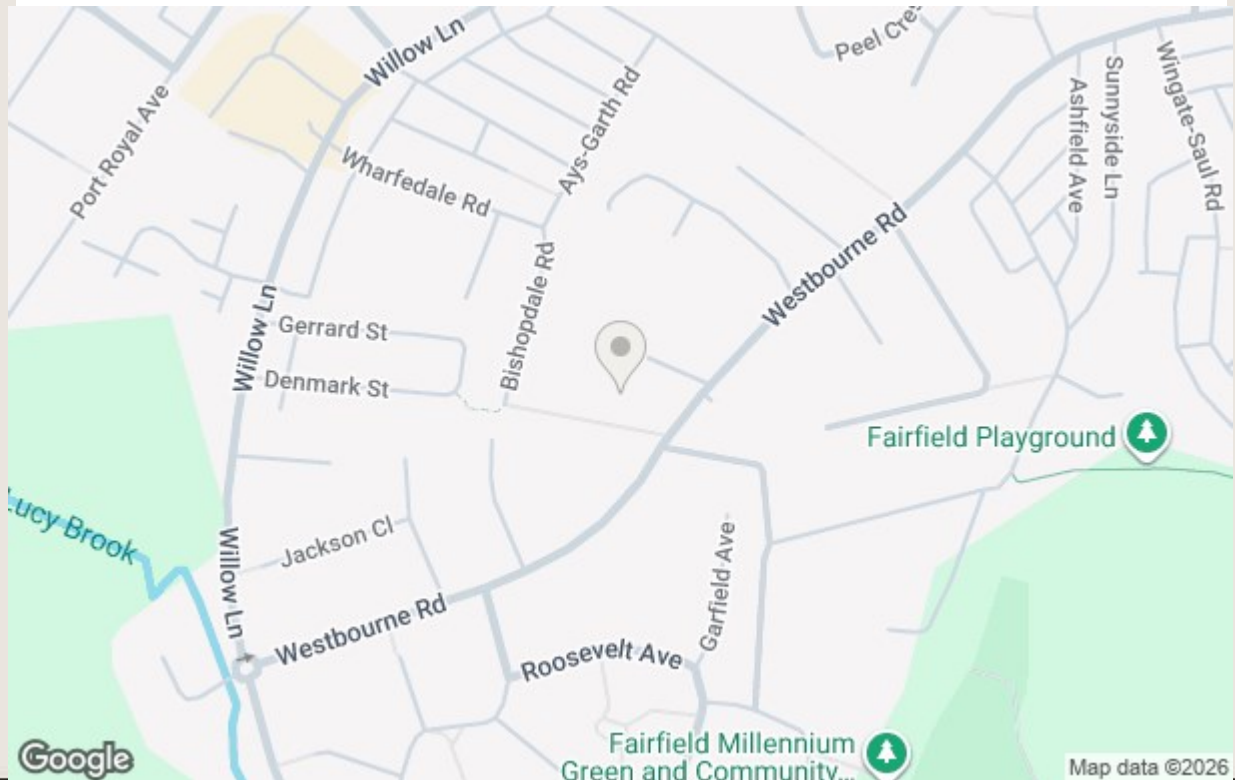 Willow Ln
Peel Cres
Port Royal Ave
Ays-Garth Rd
Wharfedale Rd
Ashfield Ave
Sunnyside Ln
Wingate-Saul Rd
Westbourne Rd
Bishopdale Rd
Willow Ln
Gerrard St
Denmark St
Fairfield Playground
Lucy Brook
Jackson Cl
Willow Ln
Garfield Ave
Westbourne Rd
Roosevelt Ave
Fairfield Millennium
Green and Community...
Google
Map data ©2026